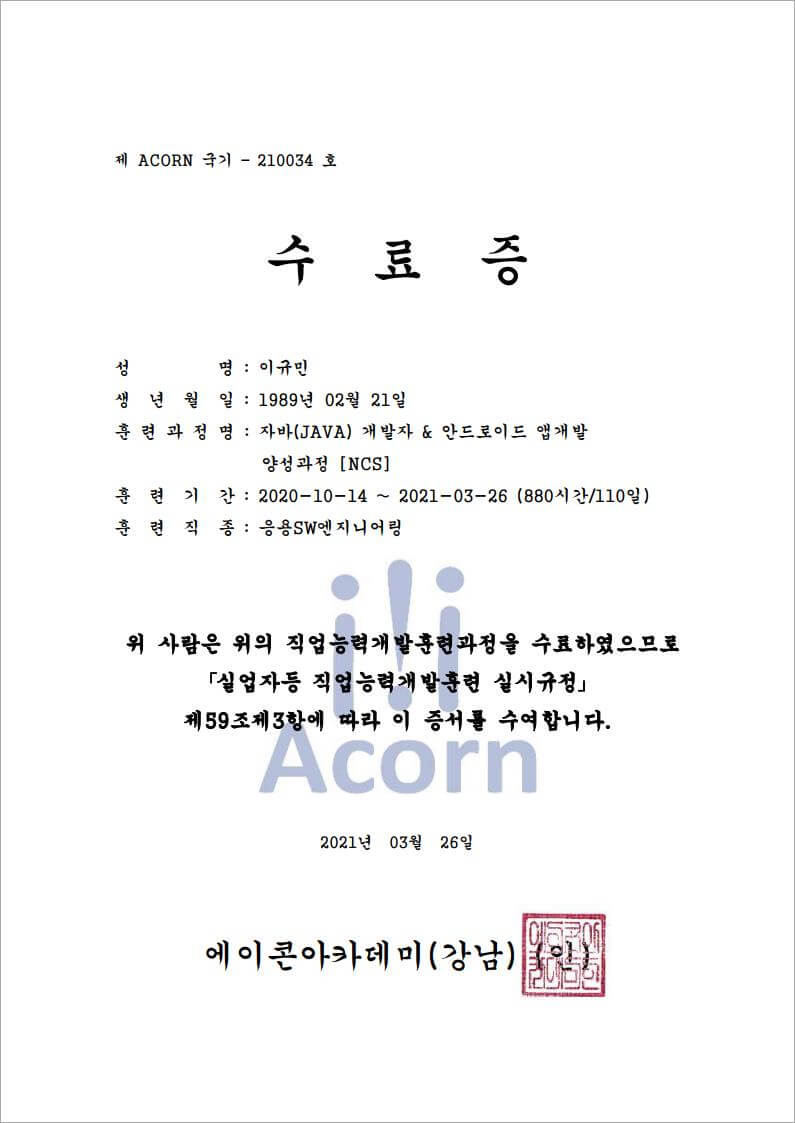 제 ACORN 국기 - 210034 호
수 료 증
성 명 : 이규민
생 년 월 일 : 1989년 02월 21일
훈 련 과 정 명 : 자바(JAVA) 개발자 & 안드로이드 앱개발
양성과정 [NCS]
훈 련 기 간 : 2020-10-14 ~ 2021-03-26 (880시간/110일)
훈 련 직 종 : 응용SW엔지니어링
위 사람은 위의 직업능력개발훈련과정을 수료하였으므로
「실업자등 직업능력개발훈련 실시규정」
제59조제3항에 따라 이 증서를 수여합니다.
Acorn
2021년 03월 26일
에이콘아카데미(강남) (인)